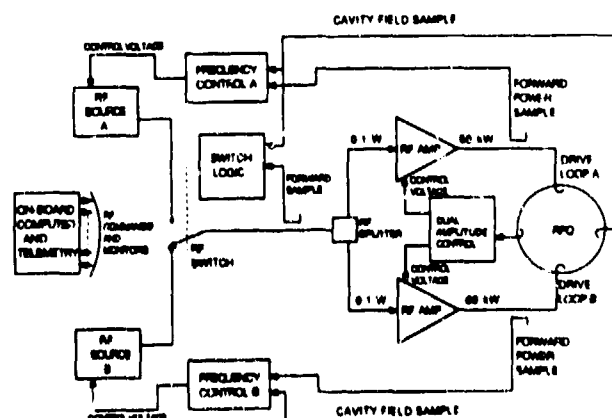 CAVITY FIELD SAMPLE
CONTROL VOLTAGE
FREQUENCY
CONTROL A
RF
SOURCE
A
FORWARD
POWER
SAMPLE
0.1 W
RF AMP
60 kW
SWITCH
LOGIC
FORWARD
SAMPLE
DRIVE
LOOP A
CONTROL
VOLTAGE
ON-BOARD
COMPUTER
AND
TELEMETRY
RF
COMMANDS
AND
MONITORS
RF
SWITCH
RF
SPLITTER
DUAL
AMPLITUDE
CONTROL
RFQ
CONTROL
VOLTAGE
DRIVE
LOOP B
0.1 W
RF AMP
60 kW
RF
SOURCE
B
FORWARD
POWER
SAMPLE
FREQUENCY
CONTROL B
CONTROL VOLTAGE
CAVITY FIELD SAMPLE